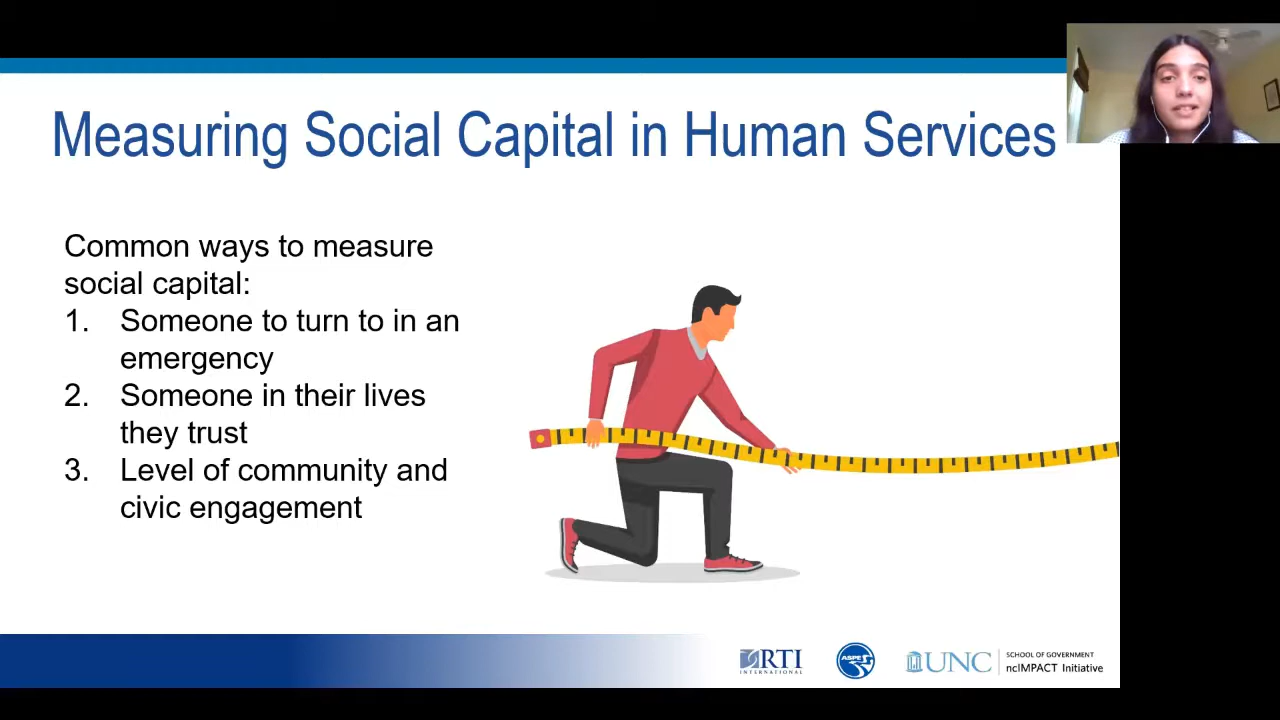 Measuring Social Capital in Human Services
Common ways to measure
social capital:
1. Someone to turn to in an
emergency
2. Someone in their lives
they trust
3. Level of community and
civic engagement
RTI
INTERNATIONAL
ASPE
UNC
SCHOOL OF GOVERNMENT
ncIMPACT Initiative